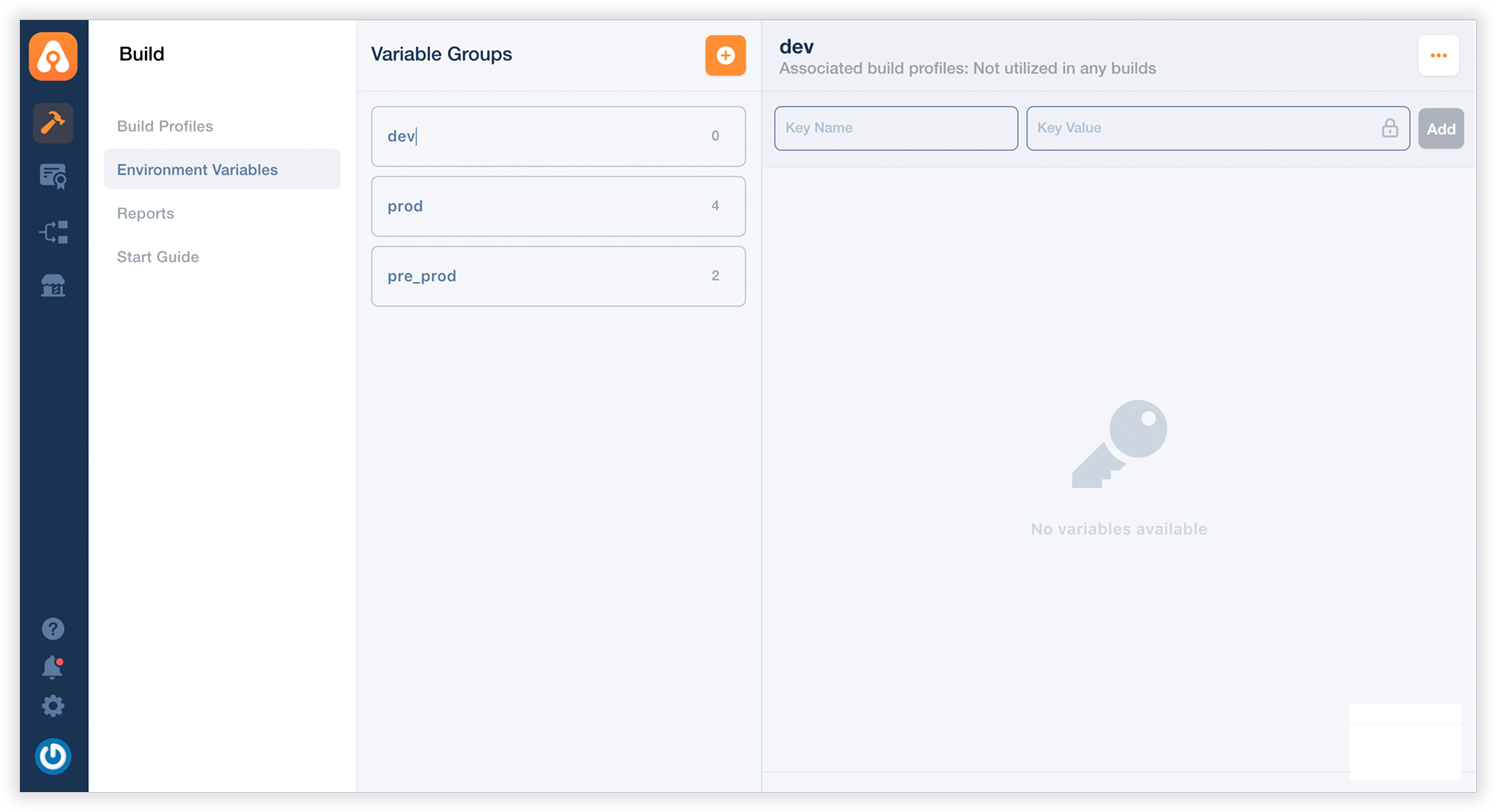 Build
Build Profiles
Environment Variables
Reports
Start Guide
Variable Groups
dev 0
prod 4
pre_prod 2
dev
Associated build profiles: Not utilized in any builds
Key Name
Key Value
Add
No variables available